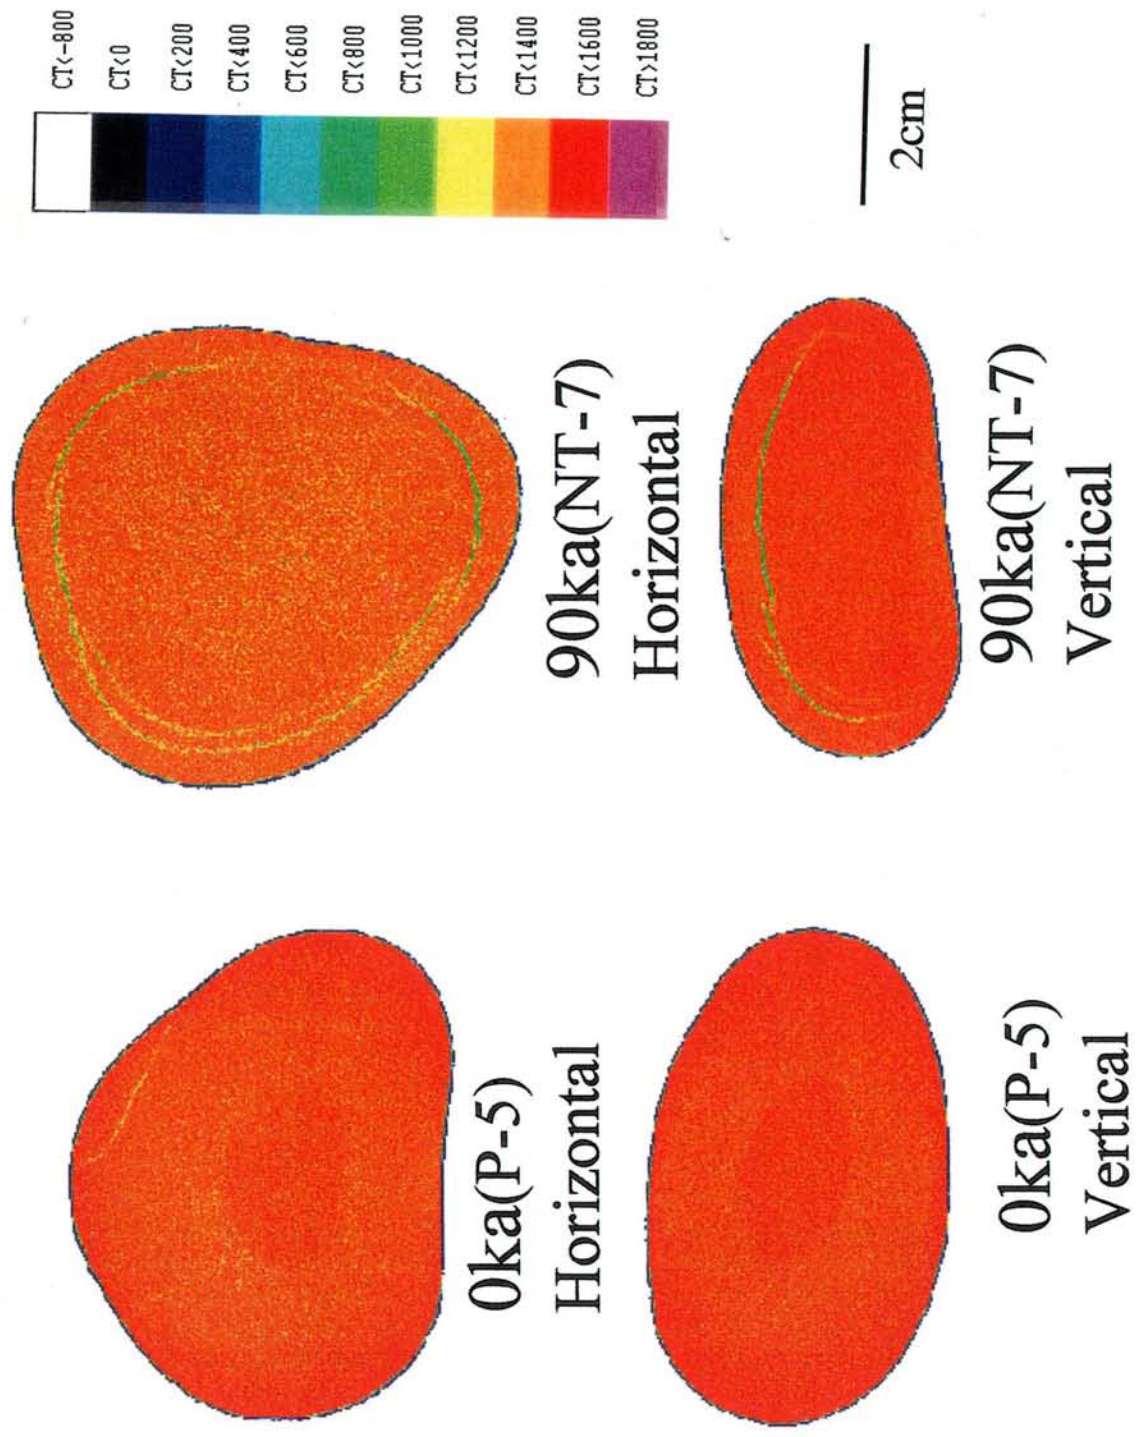 CT<-800
CT<0
CT<200
CT<400
CT<600
CT<800
CT<1000
CT<1200
CT<1400
CT<1600
CT>1800
2cm
0ka(P-5)
Horizontal
90ka(NT-7)
Horizontal
0ka(P-5)
Vertical
90ka(NT-7)
Vertical